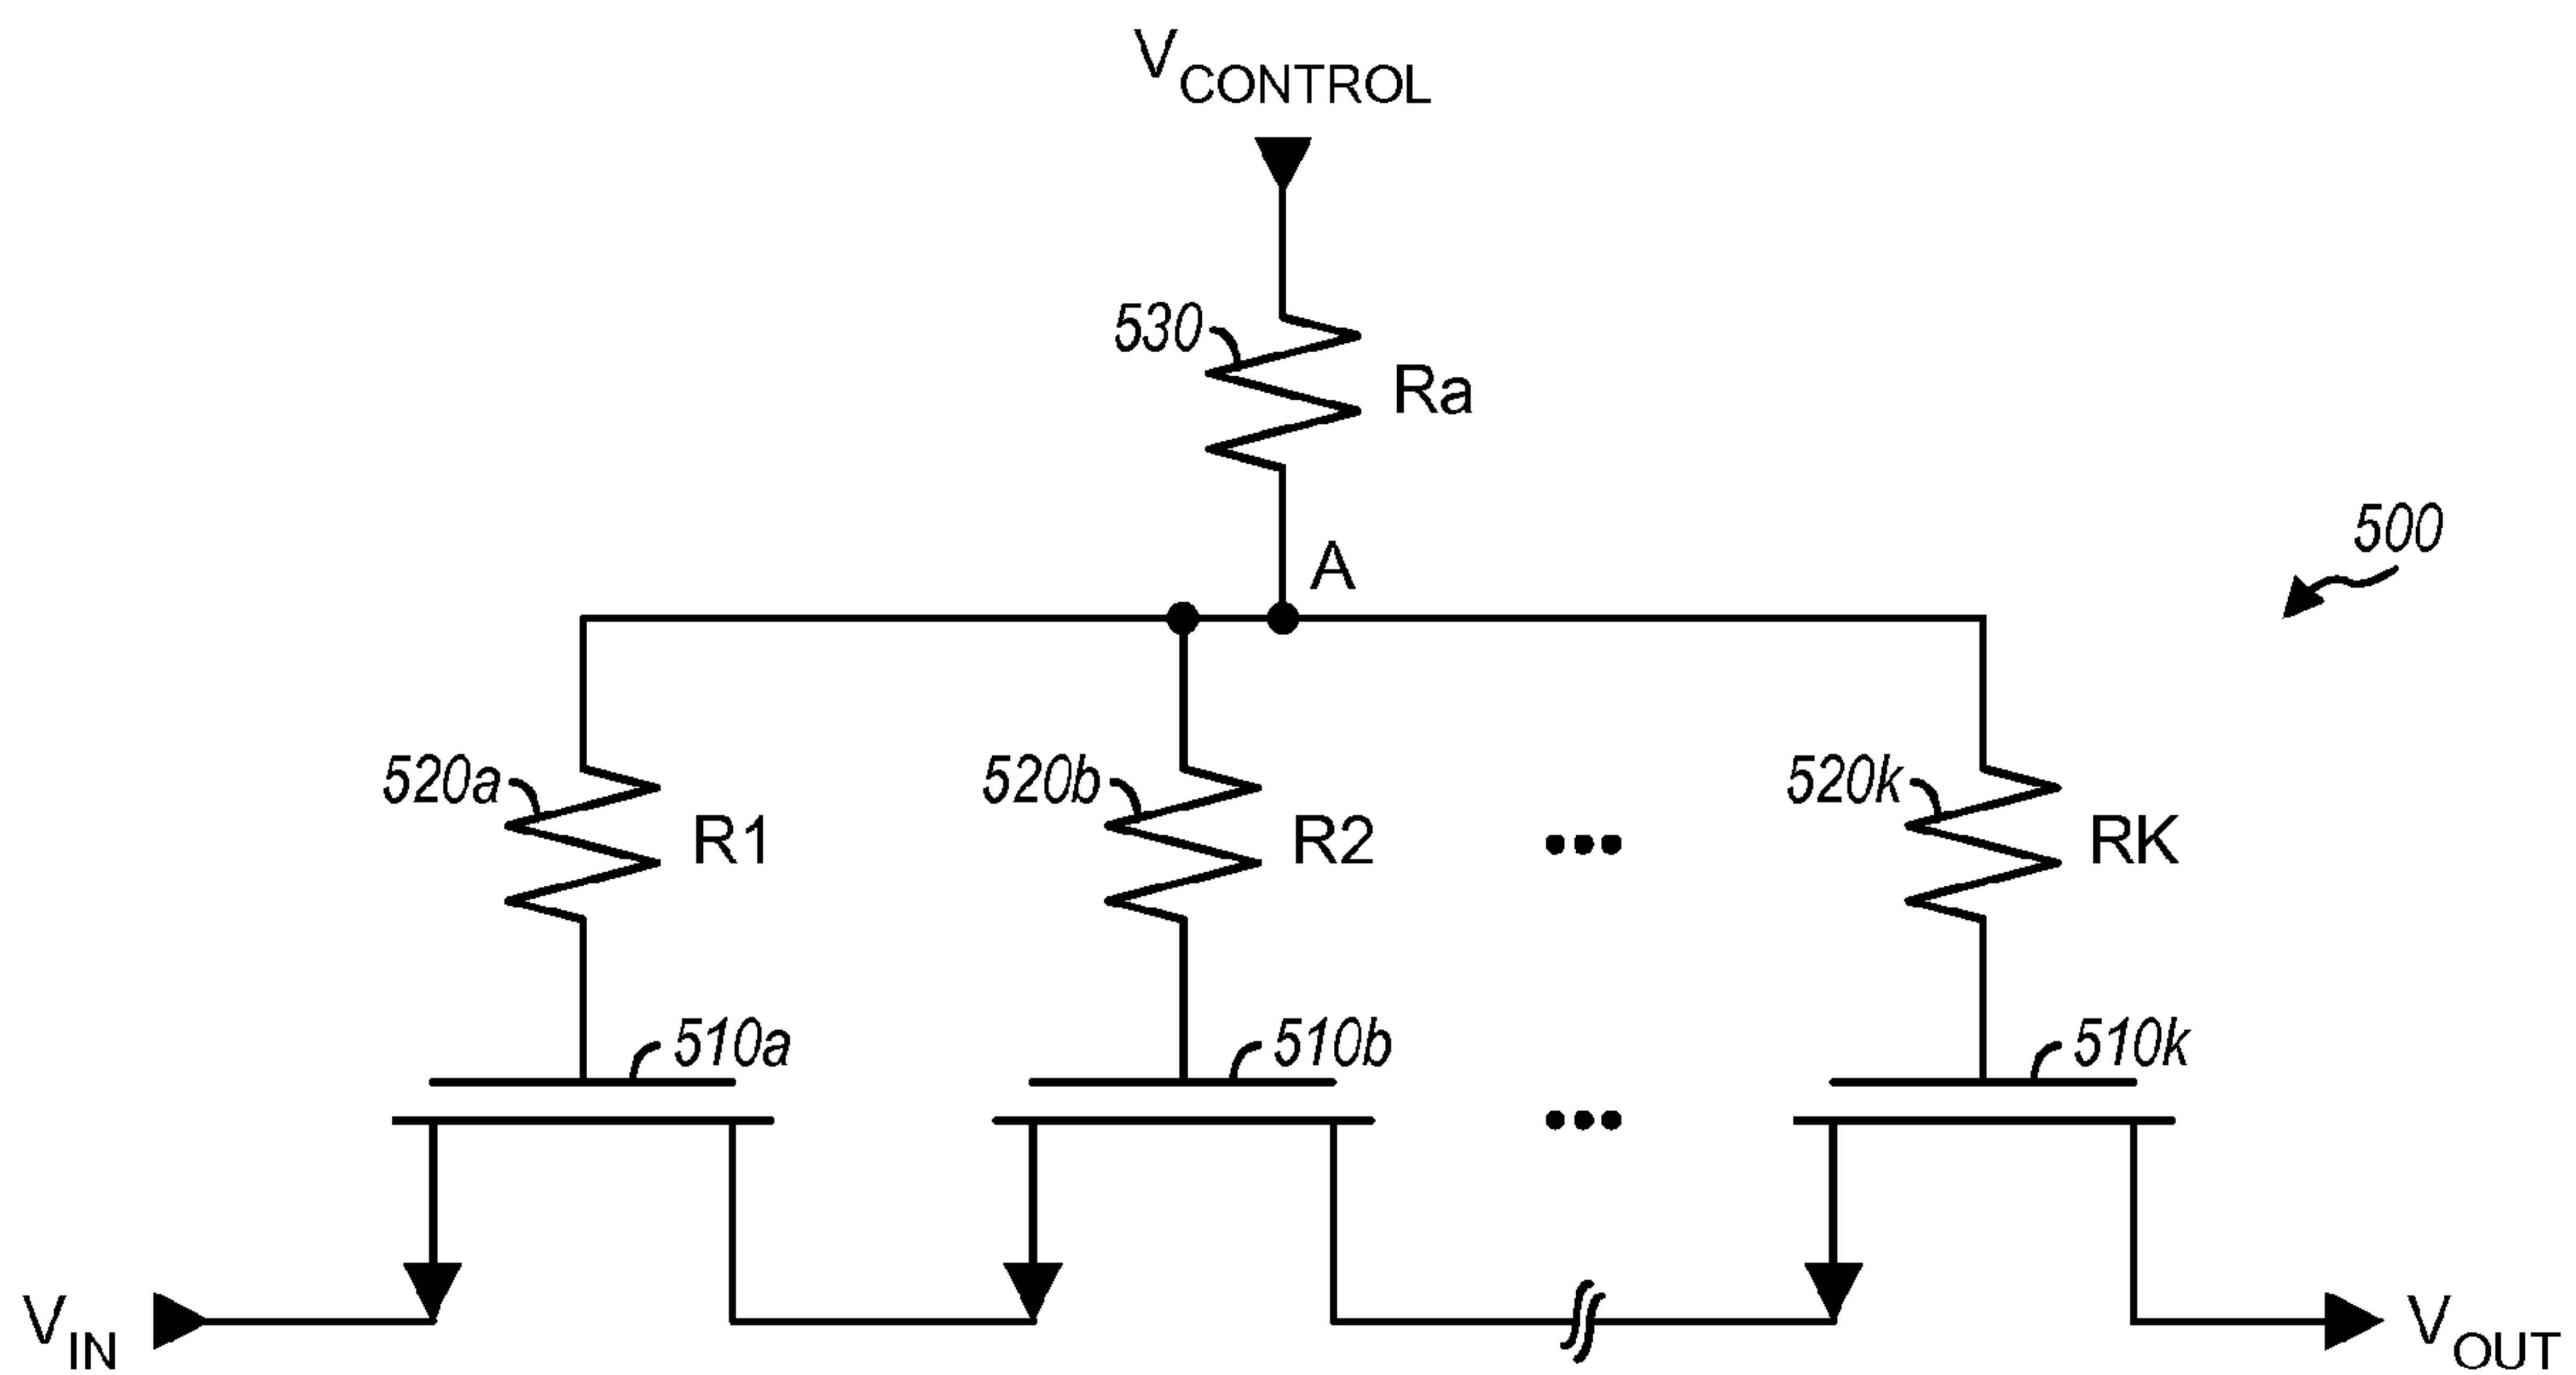 VCONTROL
530
Ra
A
500
520a
R1
520b
R2
520k
RK
510a
510b
510k
VIN
VOUT